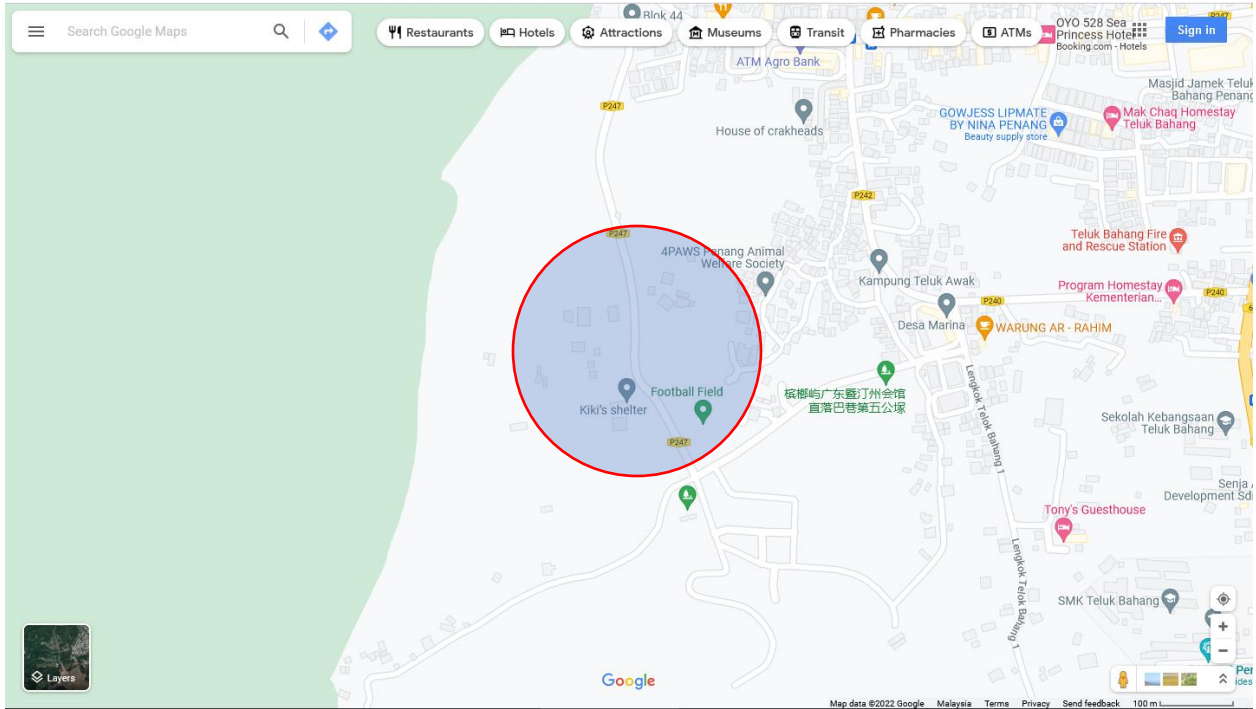 Search Google Maps
Restaurants
Hotels
Attractions
Museums
Transit
Pharmacies
ATMs
Sign in
Blok 44
OYO 528 Sea
Princess Hotel
Booking.com - Hotels
P247
ATM Agro Bank
Masjid Jamek Teluk
Bahang Penang
P247
House of crakheads
GOWJESS LIPMATE
BY NINA PENANG
Beauty supply store
Mak Chaq Homestay
Teluk Bahang
P242
P247
4PAWS Penang Animal
Welfare Society
Teluk Bahang Fire
and Rescue Station
Kampung Teluk Awak
Program Homestay
Kementerian...
P240
P240
Desa Marina
WARUNG AR - RAHIM
Kiki's shelter
Football Field
槟榔屿广东暨汀州会馆
直落巴巷第五公塚
Lengkok Telok Bahang 1
Sekolah Kebangsaan
Teluk Bahang
P247
Senja
Development Sd
Tony's Guesthouse
Lengkok Telok Bahang 1
SMK Teluk Bahang
Layers
Google
Map data ©2022 Google Malaysia Terms Privacy Send feedback 100 m